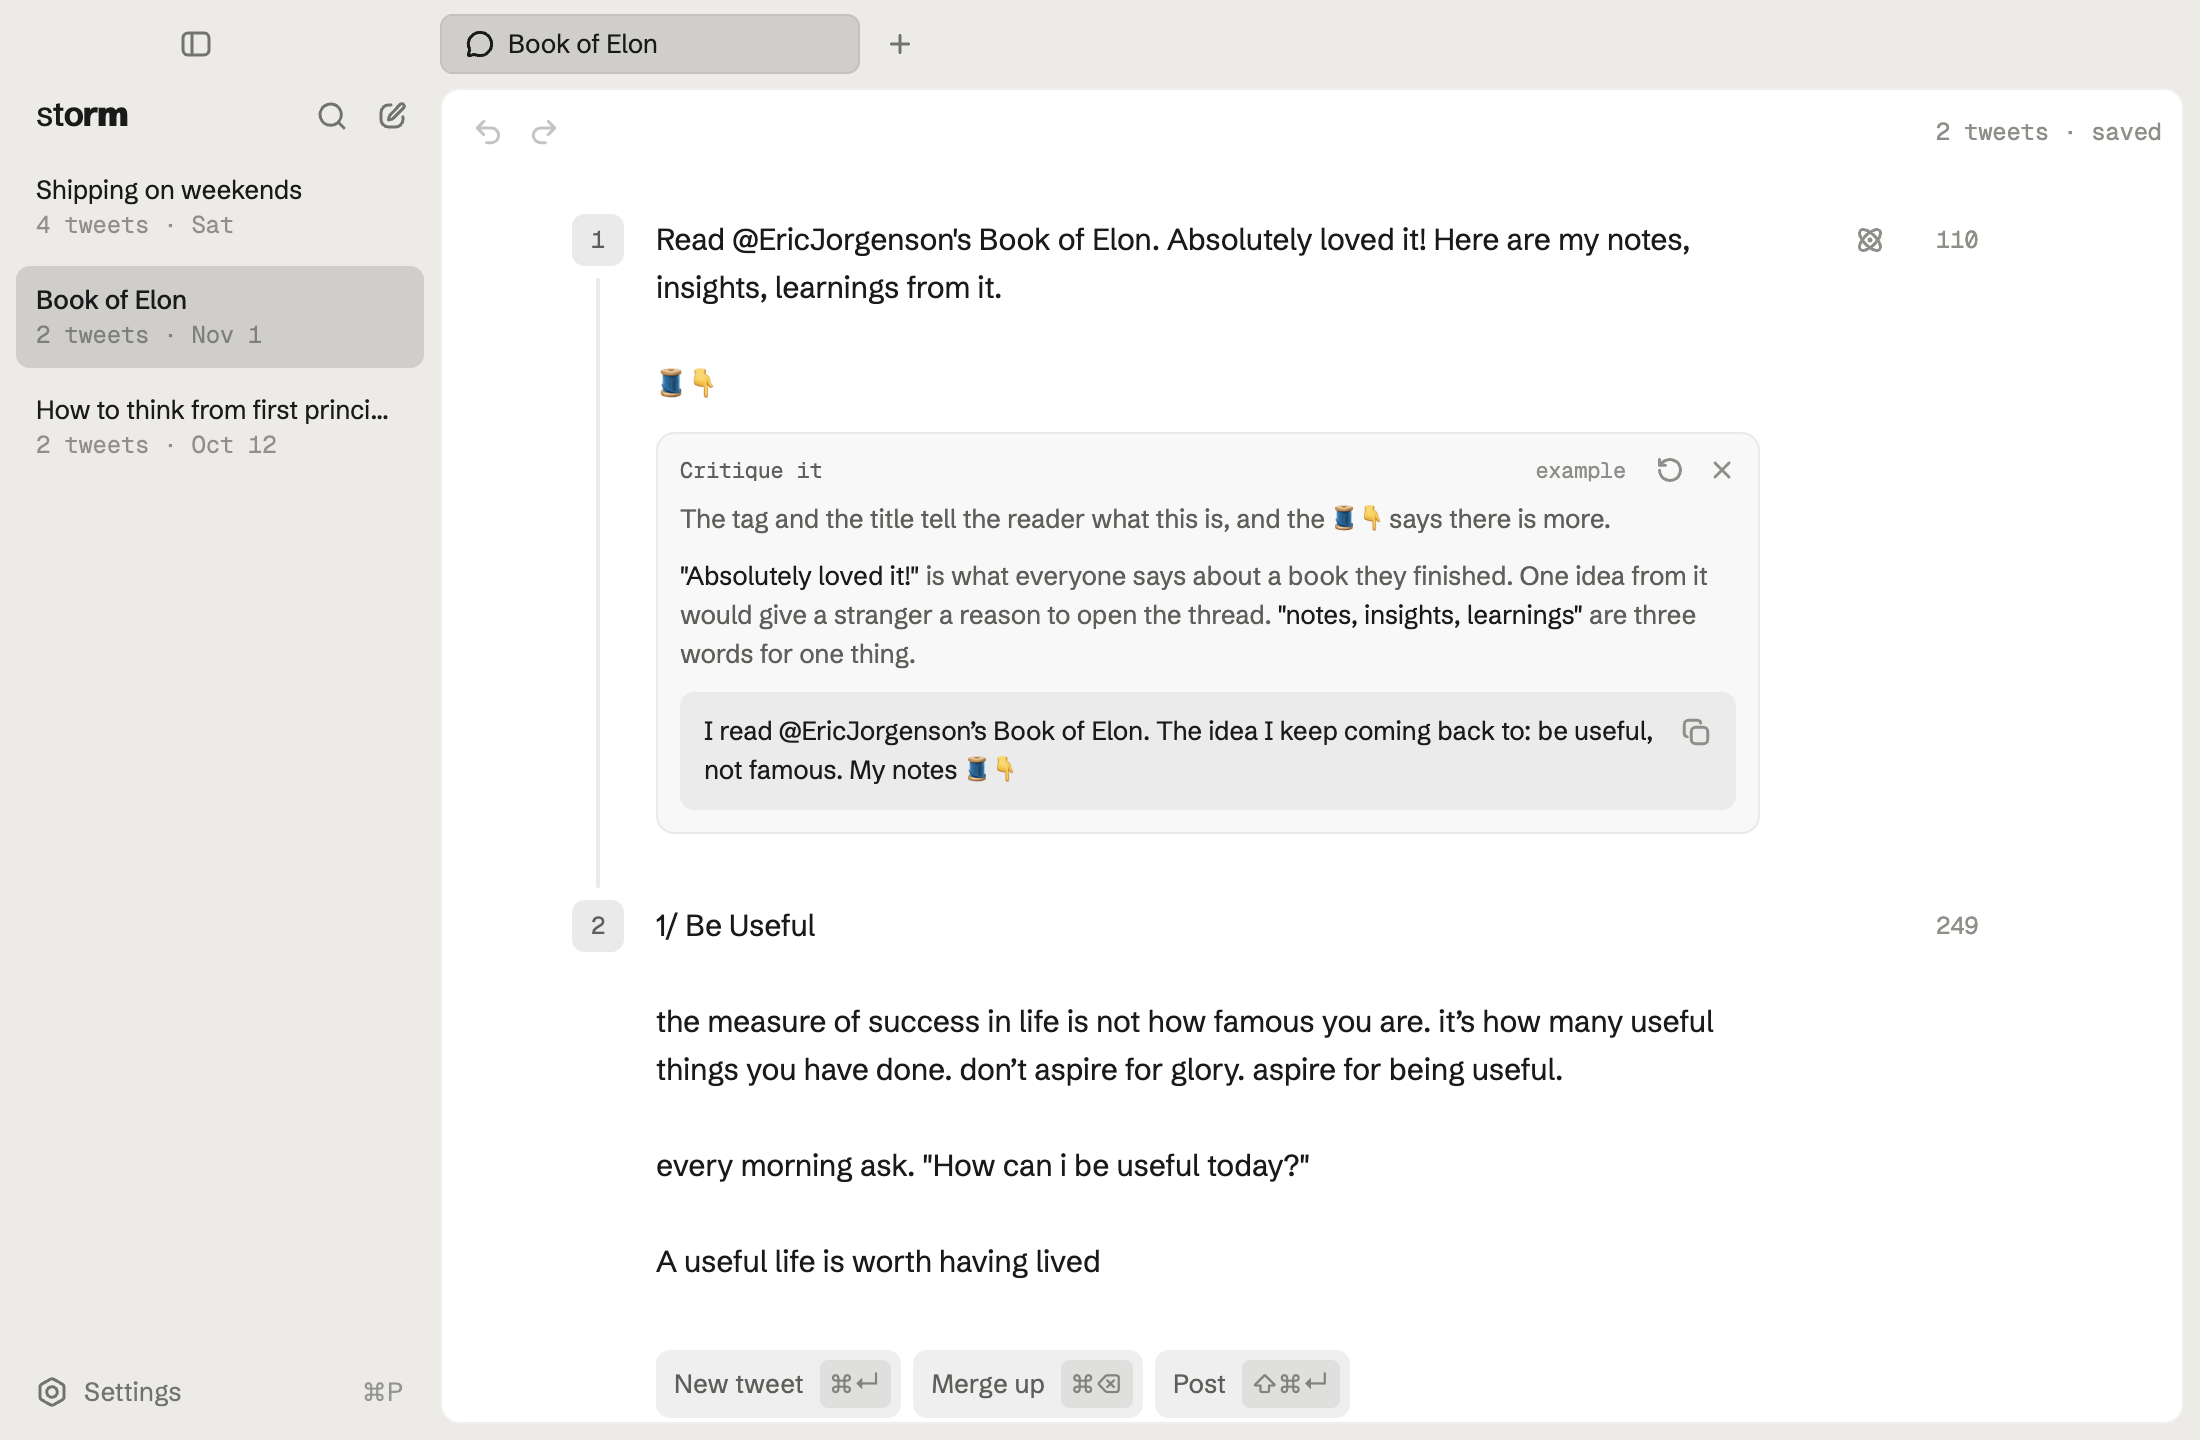 Book of Elon
storm
2 tweets · saved
Shipping on weekends
4 tweets · Sat
Book of Elon
2 tweets · Nov 1
How to think from first princi...
2 tweets · Oct 12
Settings ⌘P
1
Read @EricJorgenson's Book of Elon. Absolutely loved it! Here are my notes,
insights, learnings from it.
110
🧵👇
Critique it
example
The tag and the title tell the reader what this is, and the 🧵👇 says there is more.
"Absolutely loved it!" is what everyone says about a book they finished. One idea from it
would give a stranger a reason to open the thread. "notes, insights, learnings" are three
words for one thing.
I read @EricJorgenson’s Book of Elon. The idea I keep coming back to: be useful,
not famous. My notes 🧵👇
2
1/ Be Useful
249
the measure of success in life is not how famous you are. it’s how many useful
things you have done. don’t aspire for glory. aspire for being useful.
every morning ask. "How can i be useful today?"
A useful life is worth having lived
New tweet ⌘↵ Merge up ⌘⌫ Post ⇧⌘↵